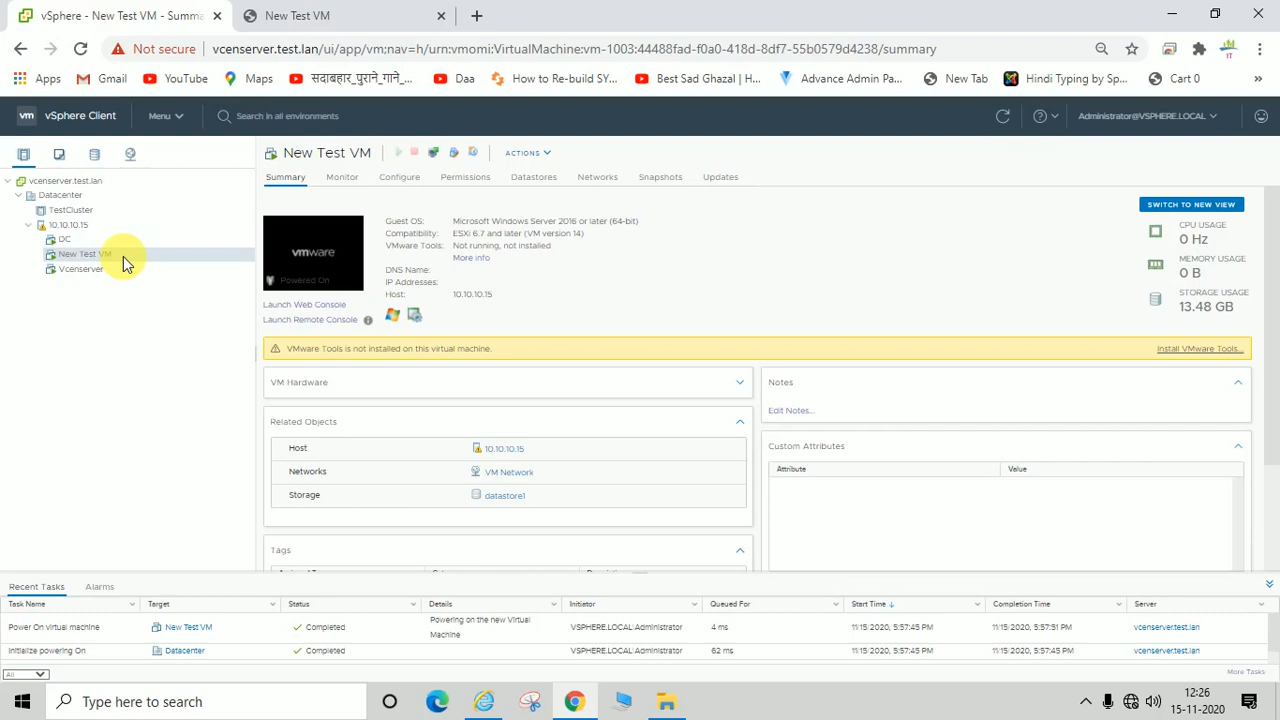 vSphere - New Test VM - Summa
New Test VM
Not secure
vcenserver.test.lan/ui/app/vm;nav=h/urn:vmomi:VirtualMachine:vm-1003:44488fad-f0a0-418d-8df7-55b0579d4238/summary
Apps
Gmail
YouTube
Maps
सदाबहार_पुराने_गाने_...
Daa
How to Re-build SY...
Best Sad Ghazal | H...
Advance Admin Pa...
New Tab
Hindi Typing by Sp...
Cart 0
IT
vm
vSphere Client
Menu
Search in all environments
Administrator@VSPHERE.LOCAL
vcenserver.test.lan
Datacenter
TestCluster
10.10.10.15
DC
New Test VM
Vcenserver
New Test VM
ACTIONS
Summary
Monitor
Configure
Permissions
Datastores
Networks
Snapshots
Updates
vmware
Powered On
Launch Web Console
Launch Remote Console
Guest OS: Microsoft Windows Server 2016 or later (64-bit)
Compatibility: ESXi 6.7 and later (VM version 14)
VMware Tools: Not running, not installed
More info
DNS Name:
IP Addresses:
Host: 10.10.10.15
SWITCH TO NEW VIEW
CPU USAGE
0 Hz
MEMORY USAGE
0 B
STORAGE USAGE
13.48 GB
VMware Tools is not installed on this virtual machine.
Install VMware Tools...
VM Hardware
Related Objects
Host 10.10.10.15
Networks VM Network
Storage datastore1
Tags
Notes
Edit Notes...
Custom Attributes
Attribute Value
Recent Tasks
Alarms
Task Name Target Status Details Initiator Queued For Start Time Completion Time Server
Power On virtual machine New Test VM Completed Powering on the new Virtual Machine VSPHERE.LOCAL\Administrator 4 ms 11/15/2020, 5:57:45 PM 11/15/2020, 5:57:51 PM vcenserver.test.lan
Initialize powering On Datacenter Completed VSPHERE.LOCAL\Administrator 62 ms 11/15/2020, 5:57:45 PM 11/15/2020, 5:57:45 PM vcenserver.test.lan
All
More Tasks
Type here to search
12:26
15-11-2020